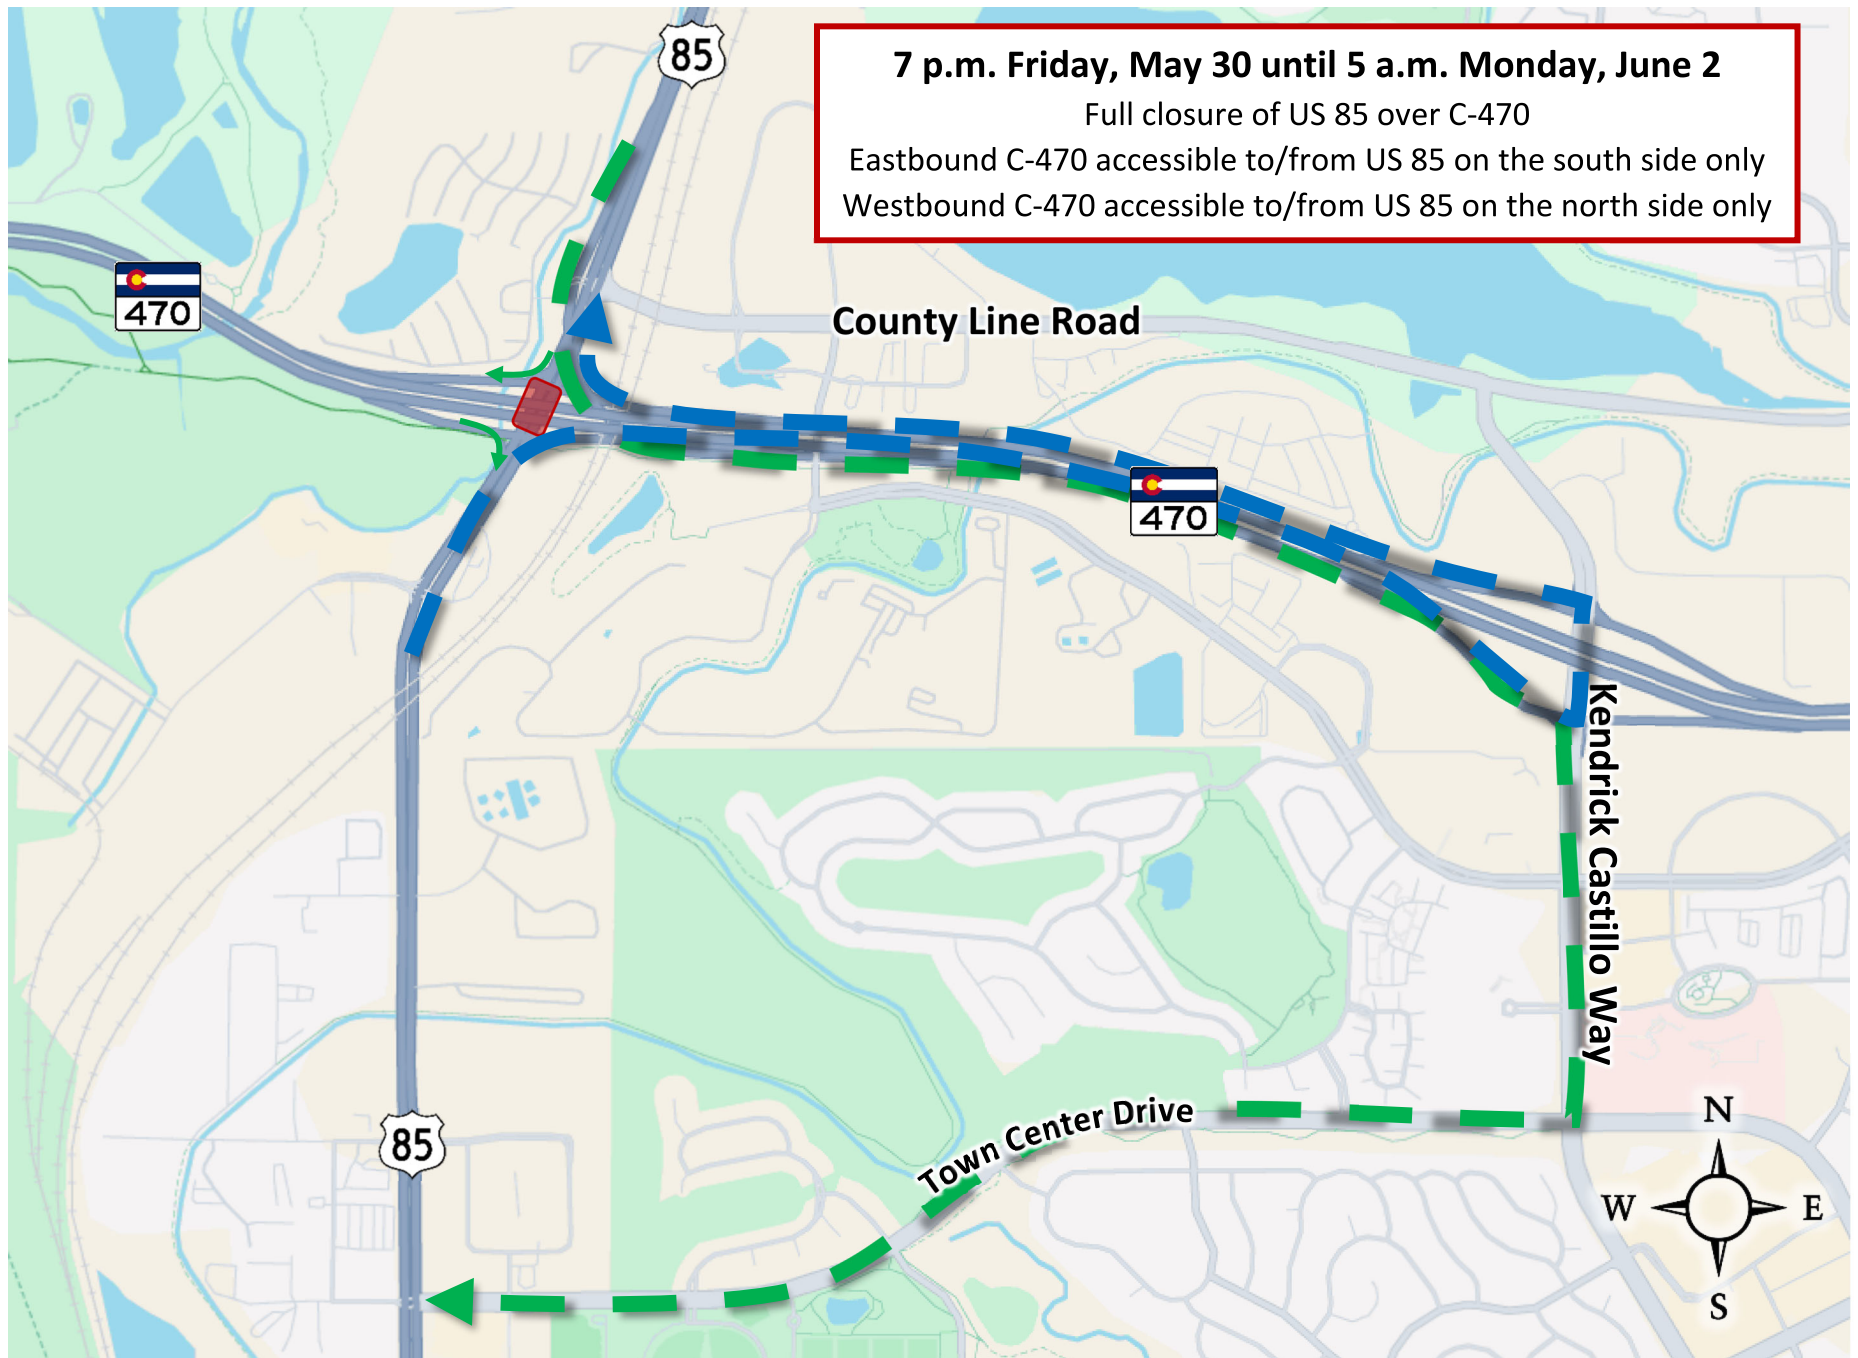 85
7 p.m. Friday, May 30 until 5 a.m. Monday, June 2
Full closure of US 85 over C-470
Eastbound C-470 accessible to/from US 85 on the south side only
Westbound C-470 accessible to/from US 85 on the north side only
470
County Line Road
470
Kendrick Castillo Way
Town Center Drive
85
N
W E
S